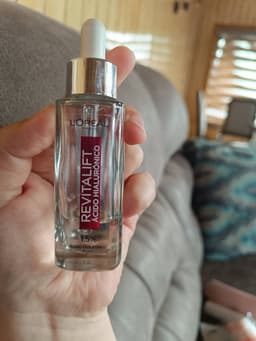 L'ORÉAL
REVITALIFT
ÁCIDO HIALURÓNICO
1,5%